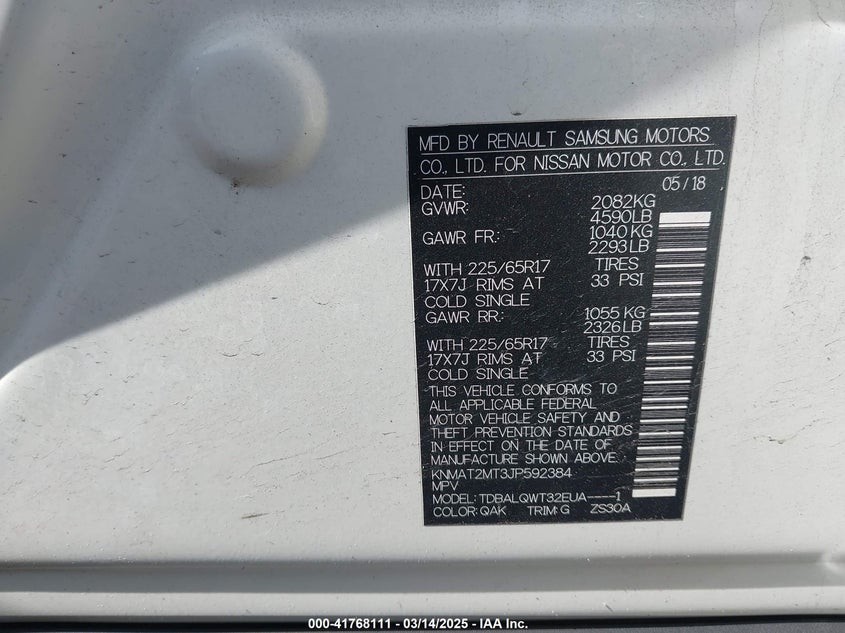 MFD BY RENAULT SAMSUNG MOTORS
CO., LTD. FOR NISSAN MOTOR CO., LTD.
DATE: 05/18
GVWR: 2082KG
4590LB
GAWR FR.: 1040 KG
2293LB
WITH 225/65R17 TIRES
17X7J RIMS AT 33 PSI
COLD SINGLE
GAWR RR.: 1055 KG
2326LB
WITH 225/65R17 TIRES
17X7J RIMS AT 33 PSI
COLD SINGLE
THIS VEHICLE CONFORMS TO
ALL APPLICABLE FEDERAL
MOTOR VEHICLE SAFETY AND
THEFT PREVENTION STANDARDS
IN EFFECT ON THE DATE OF
MANUFACTURE SHOWN ABOVE.
KNMAT2MT3JP592384
MPV
MODEL: TDBALQWT32EUA----1
COLOR: QAK TRIM: G ZS30A
000-41768111 - 03/14/2025 - IAA Inc.